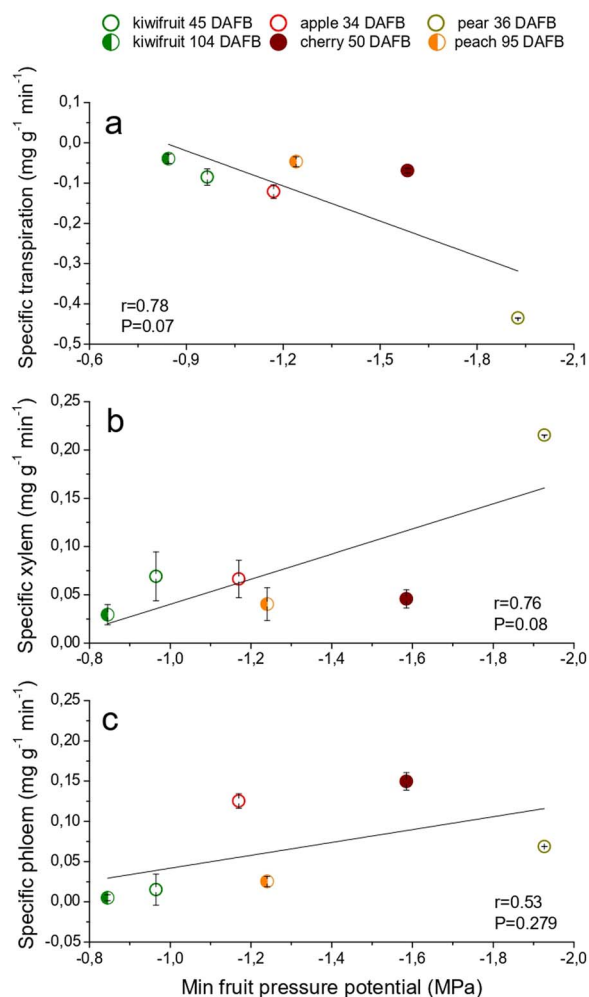 kiwifruit 45 DAFB apple 34 DAFB pear 36 DAFB
kiwifruit 104 DAFB cherry 50 DAFB peach 95 DAFB
a
Specific transpiration (mg g⁻¹ min⁻¹)
0,1
0,0
-0,1
-0,2
-0,3
-0,4
-0,5
r=0.78
P=0.07
-0,6 -0,9 -1,2 -1,5 -1,8 -2,1
b
Specific xylem (mg g⁻¹ min⁻¹)
0,25
0,20
0,15
0,10
0,05
0,00
r=0.76
P=0.08
-0,8 -1,0 -1,2 -1,4 -1,6 -1,8 -2,0
c
Specific phloem (mg g⁻¹ min⁻¹)
0,25
0,20
0,15
0,10
0,05
0,00
-0,05
r=0.53
P=0.279
-0,8 -1,0 -1,2 -1,4 -1,6 -1,8 -2,0
Min fruit pressure potential (MPa)